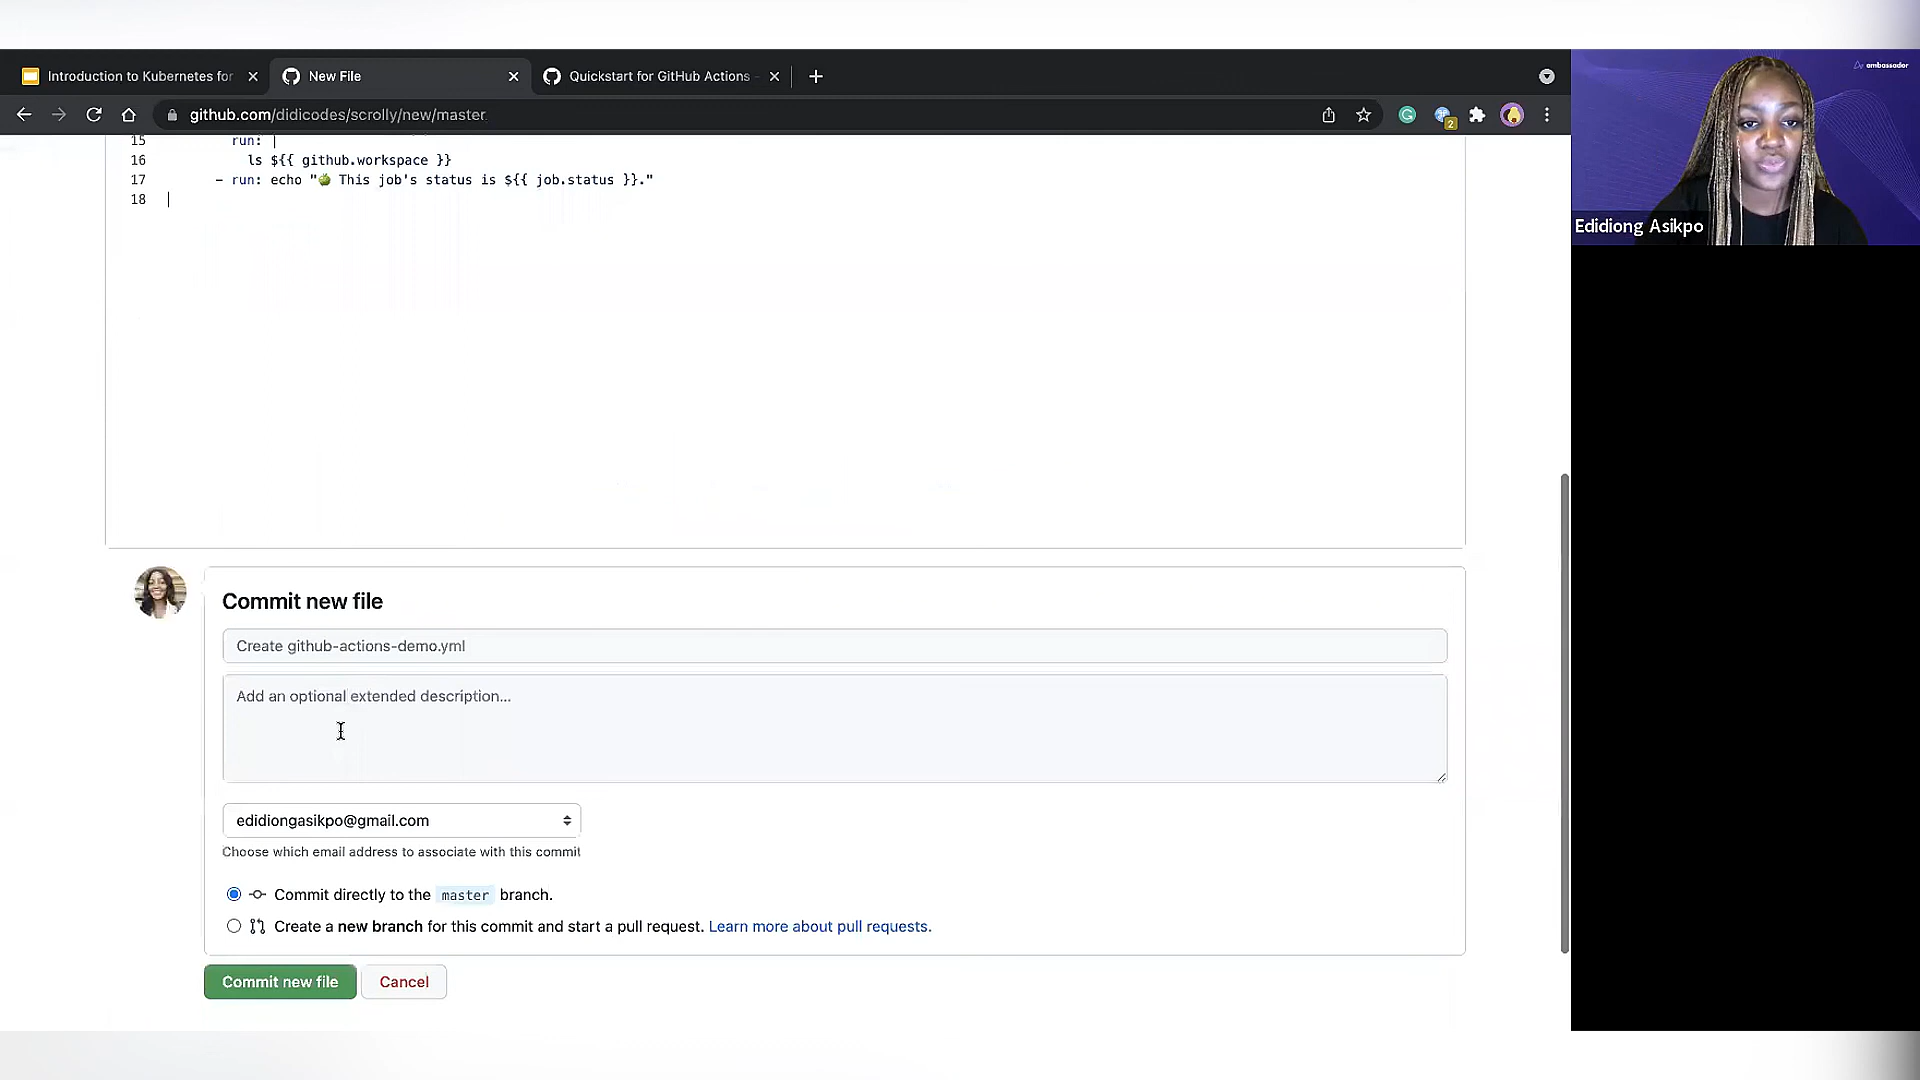 Introduction to Kubernetes for
New File
Quickstart for GitHub Actions -
github.com/didicodes/scrolly/new/master
2
ambassador
Edidiong Asikpo
15 run: |
16 ls ${{ github.workspace }}
17 - run: echo "🍏 This job's status is ${{ job.status }}."
18
Commit new file
Create github-actions-demo.yml
Add an optional extended description...
edidiongasikpo@gmail.com
Choose which email address to associate with this commit
Commit directly to the master branch.
Create a new branch for this commit and start a pull request. Learn more about pull requests.
Commit new file
Cancel